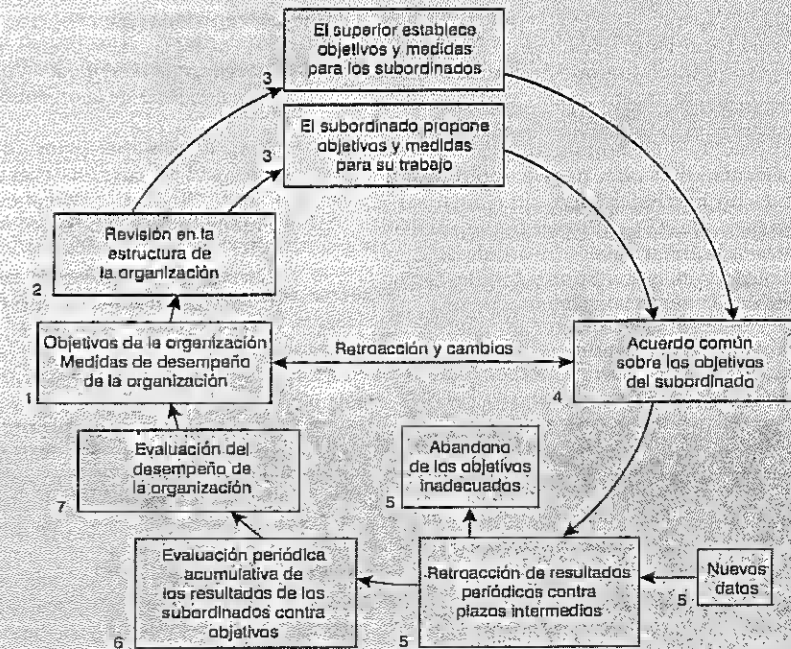 El superior establece
objetivos y medidas
para los subordinados
3
El subordinado propone
objetivos y medidas
para su trabajo
3
Revisión en la
estructura de
la organización
2
Objetivos de la organización
Medidas de desempeño
de la organización
1
Retroacción y cambios
Acuerdo común
sobre los objetivos
del subordinado
4
Evaluación del
desempeño de
la organización
7
Abandono
de los objetivos
inadecuados
5
Evaluación periódica
acumulativa de
los resultados de los
subordinados contra
objetivos
6
Retroacción de resultados
periódicos contra
plazos intermedios
5
Nuevos
datos
5